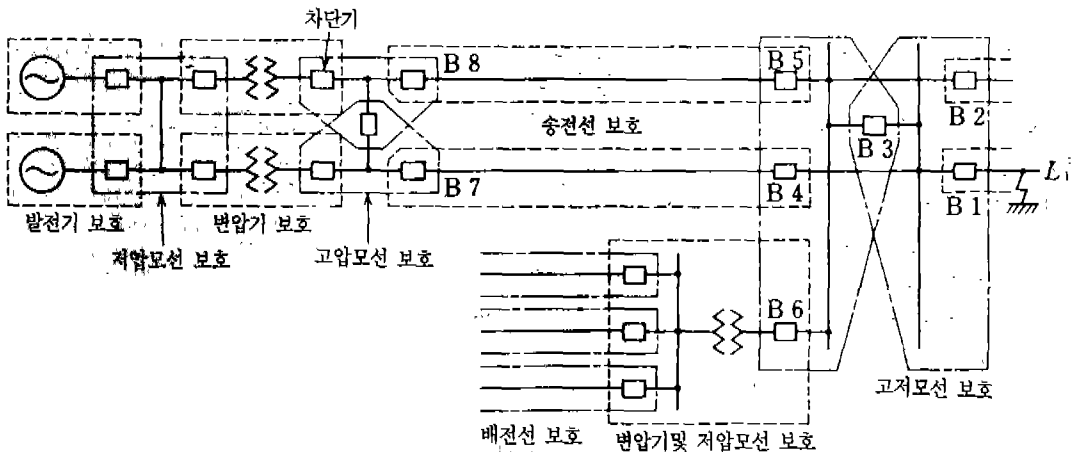 차단기
B 8
B 5
B 2
송전선 보호
B 3
B 7
B 4
B 1
L
발전기 보호
변압기 보호
저압모선 보호
고압모선 보호
B 6
고저모선 보호
배전선 보호
변압기및 저압모선 보호